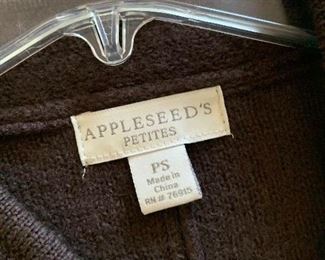 APPLESEED'S
PETITES
PS
Made in
China
RN# 76915